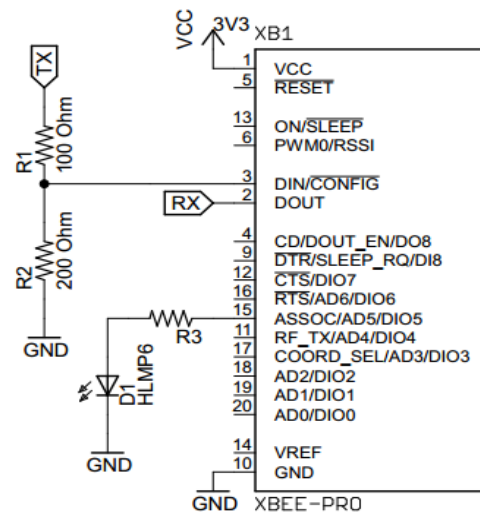 VCC
3V3
XB1
1 VCC
5 RESET
TX
R1
100 Ohm
13 ON/SLEEP
6 PWM0/RSSI
3 DIN/CONFIG
RX
2 DOUT
R2
200 Ohm
GND
4 CD/DOUT_EN/DO8
9 DTR/SLEEP_RQ/DI8
12 CTS/DIO7
16 RTS/AD6/DIO6
15 ASSOC/AD5/DIO5
R3
11 RF_TX/AD4/DIO4
17 COORD_SEL/AD3/DIO3
18 AD2/DIO2
19 AD1/DIO1
20 AD0/DIO0
D1
HLMP6
GND
14 VREF
10 GND
GND
XBEE-PRO